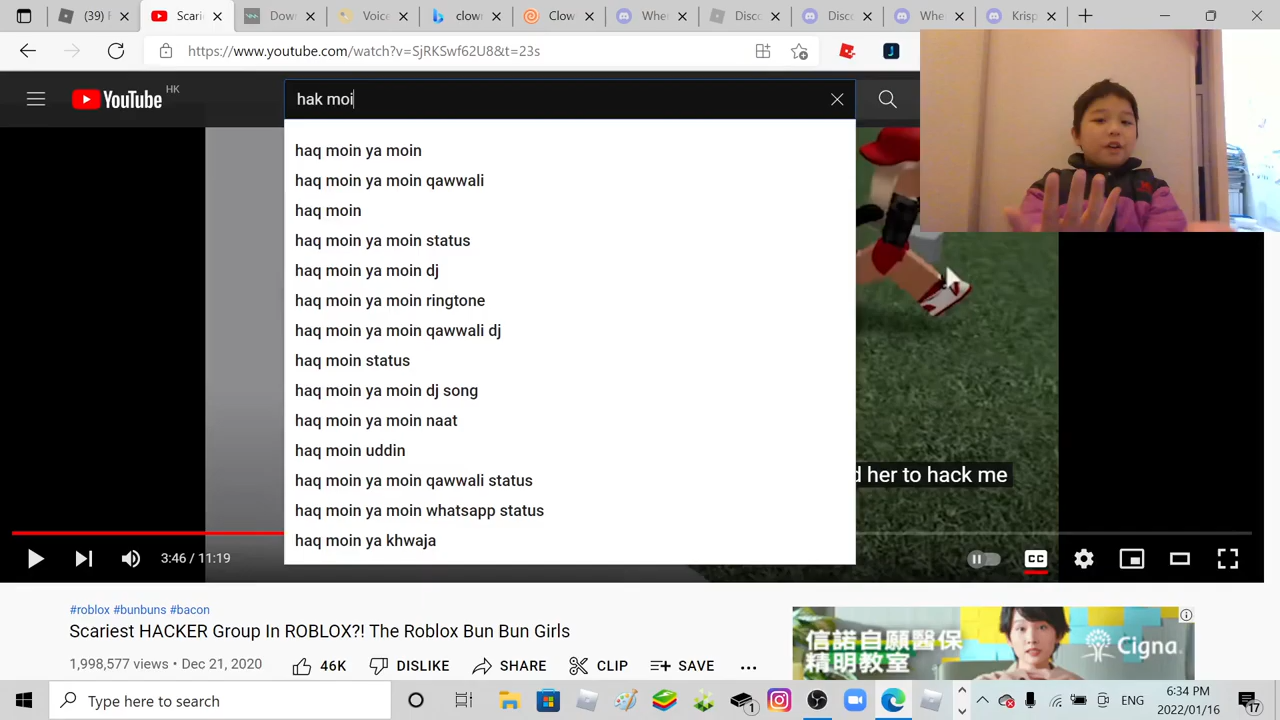 (39)
Scari
Dow
Baco
bloxb
Clow
Whe
Disco
Disco
Whe
Krisp
https://www.youtube.com/watch?v=SjRKSwf62U8&t=23s
YouTube HK
hak moi
haq moin ya moin
haq moin ya moin qawwali
haq moin
haq moin ya moin status
haq moin ya moin dj
haq moin ya moin ringtone
haq moin ya moin qawwali dj
haq moin status
haq moin ya moin dj song
haq moin ya moin naat
haq moin uddin
haq moin ya moin qawwali status
haq moin ya moin whatsapp status
haq moin ya khwaja
d her to hack me
3:46 / 11:19
CC
#roblox #bunbuns #bacon
Scariest HACKER Group In ROBLOX?! The Roblox Bun Bun Girls
1,998,577 views • Dec 21, 2020
46K
DISLIKE
SHARE
CLIP
SAVE
信諾自願醫保
精明教室
Cigna
Type here to search
1
ENG
6:34 PM
2022/01/16
17